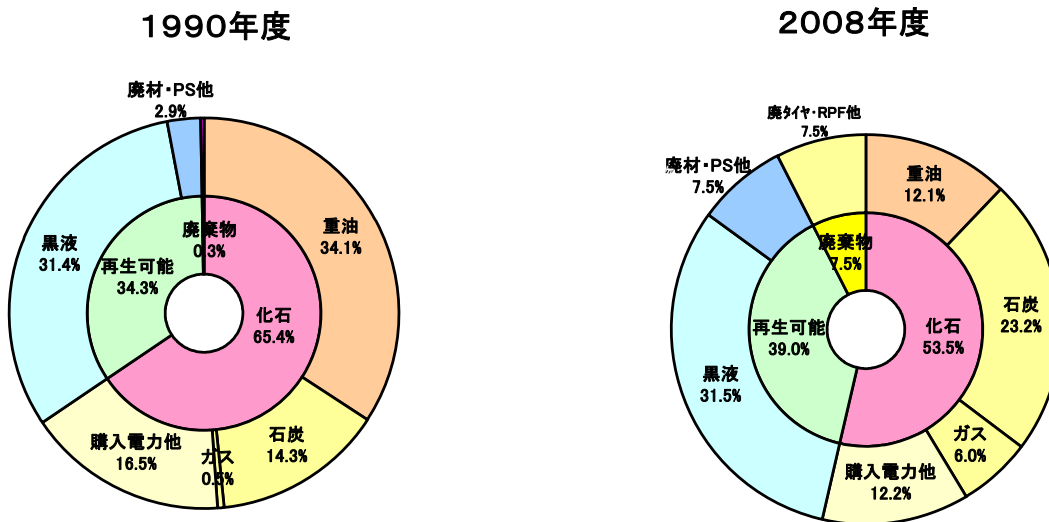 1990年度
廃材・PS他
2.9%
廃棄物
0.3%
重油
34.1%
黒液
31.4%
再生可能
34.3%
化石
65.4%
購入電力他
16.5%
ガス
0.5%
石炭
14.3%
2008年度
廃タイヤ・RPF他
7.5%
廃材・PS他
7.5%
重油
12.1%
廃棄物
7.5%
石炭
23.2%
再生可能
39.0%
化石
53.5%
黒液
31.5%
ガス
6.0%
購入電力他
12.2%